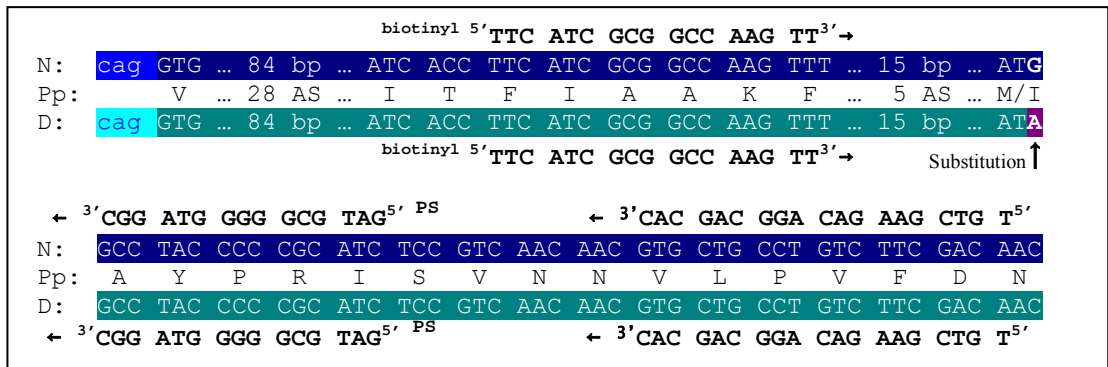 biotinyl 5′TTC ATC GCG GCC AAG TT3′→
N: cag GTG … 84 bp … ATC ACC TTC ATC GCG GCC AAG TTT … 15 bp … ATG
Pp: V … 28 AS … I T F I A A K F … 5 AS … M/I
D: cag GTG … 84 bp … ATC ACC TTC ATC GCG GCC AAG TTT … 15 bp … ATA
biotinyl 5′TTC ATC GCG GCC AAG TT3′→
Substitution ↑
← 3′CGG ATG GGG GCG TAG5′ PS ← 3′CAC GAC GGA CAG AAG CTG T5′
N: GCC TAC CCC CGC ATC TCC GTC AAC AAC GTG CTG CCT GTC TTC GAC AAC
Pp: A Y P R I S V N N V L P V F D N
D: GCC TAC CCC CGC ATC TCC GTC AAC AAC GTG CTG CCT GTC TTC GAC AAC
← 3′CGG ATG GGG GCG TAG5′ PS ← 3′CAC GAC GGA CAG AAG CTG T5′